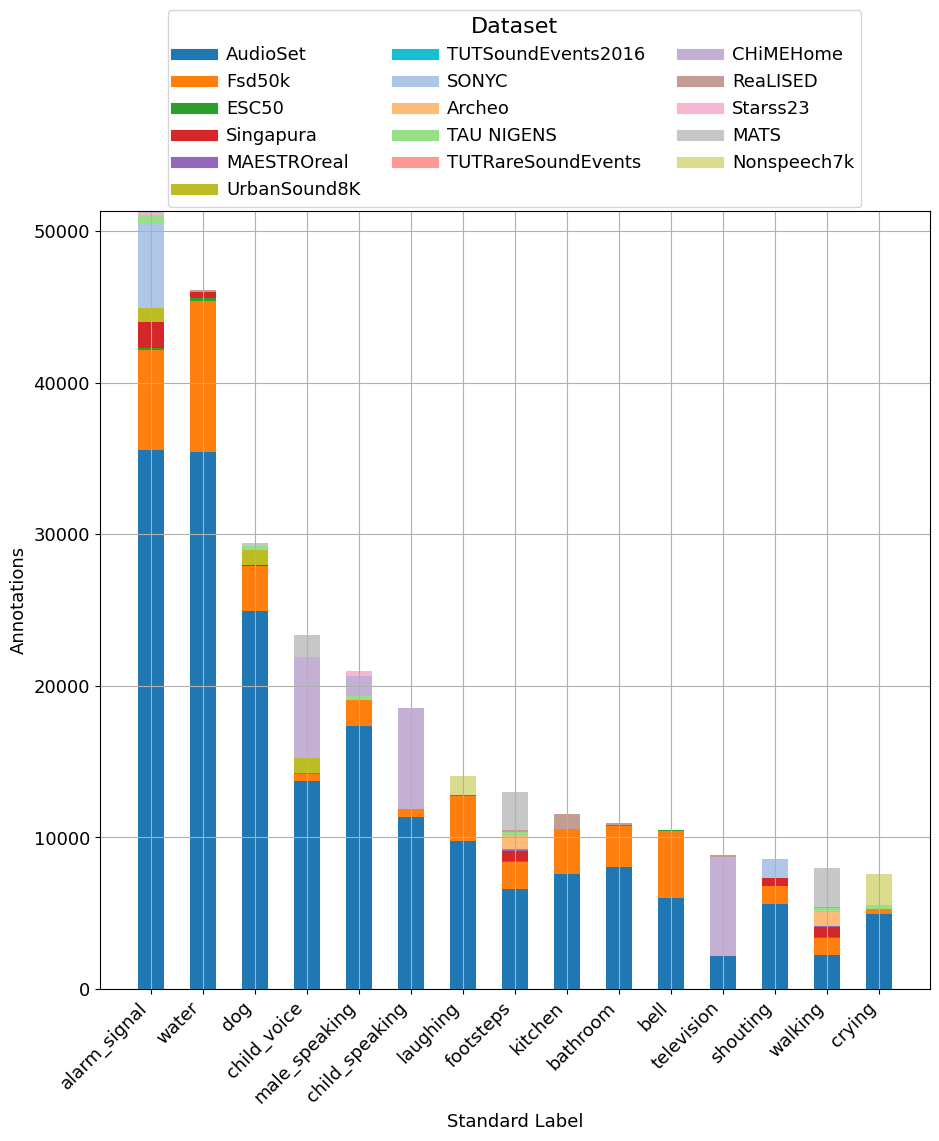 Dataset
AudioSet
Fsd50k
ESC50
Singapura
MAESTROreal
UrbanSound8K
TUTSoundEvents2016
SONYC
Archeo
TAU NIGENS
TUTRareSoundEvents
CHiMEHome
ReaLISED
Starss23
MATS
Nonspeech7k
50000
40000
30000
20000
10000
0
Annotations
alarm_signal
water
dog
child_voice
male_speaking
child_speaking
laughing
footsteps
kitchen
bathroom
bell
television
shouting
walking
crying
Standard Label